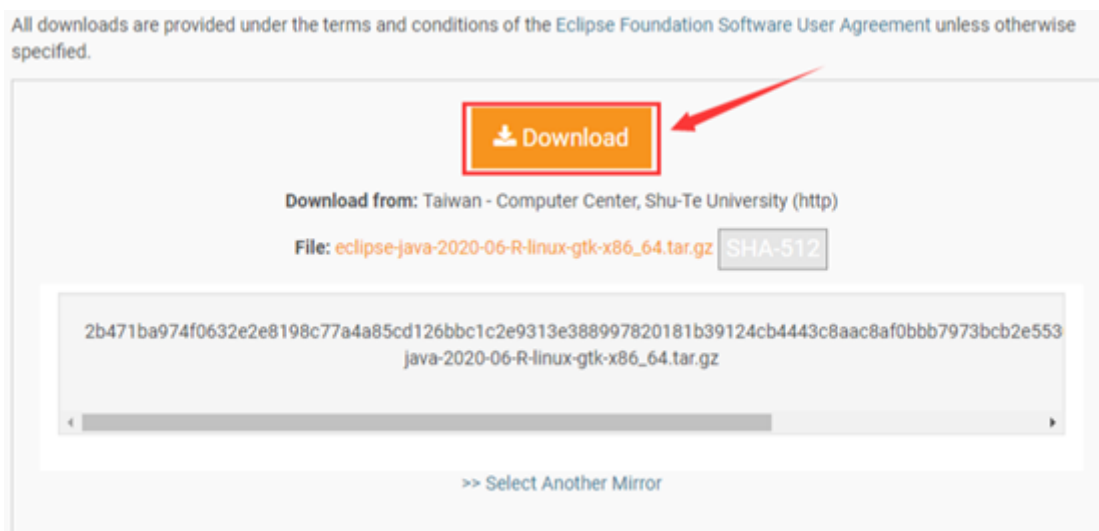 All downloads are provided under the terms and conditions of the Eclipse Foundation Software User Agreement unless otherwise
specified.
Download
Download from: Taiwan - Computer Center, Shu-Te University (http)
File: eclipse-java-2020-06-R-linux-gtk-x86_64.tar.gz SHA-512
2b471ba974f0632e2e8198c77a4a85cd126bbc1c2e9313e388997820181b39124cb4443c8aac8af0bbb7973bcb2e553
java-2020-06-R-linux-gtk-x86_64.tar.gz
>> Select Another Mirror